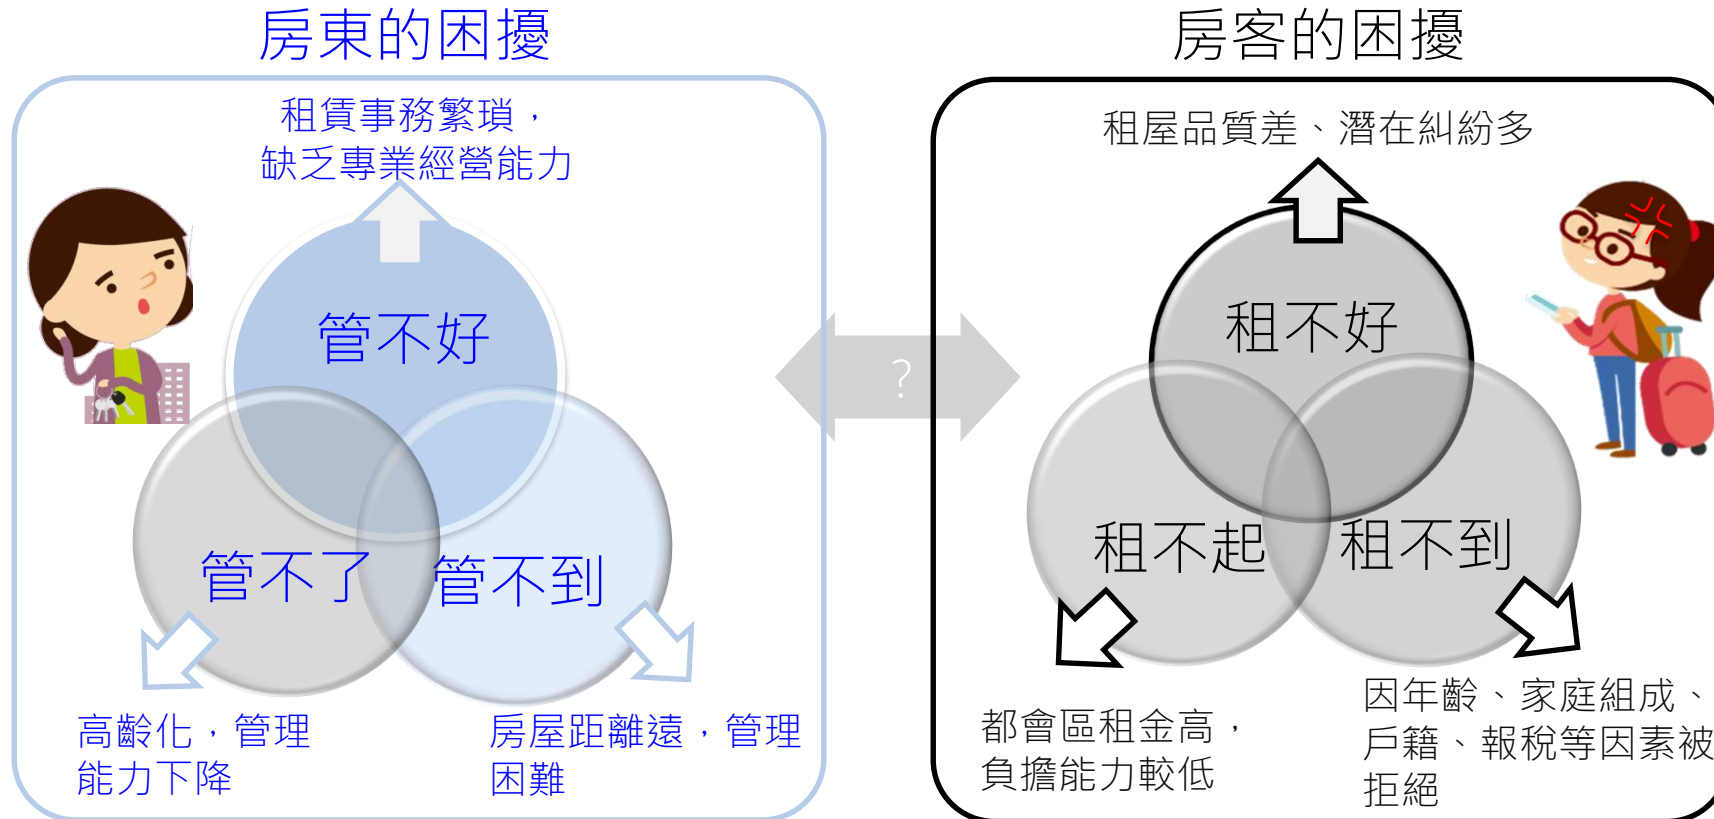 房東的困擾
租賃事務繁瑣，
缺乏專業經營能力
管不好
管不了
管不到
高齡化，管理
能力下降
房屋距離遠，管理
困難
?
房客的困擾
租屋品質差、潛在糾紛多
租不好
租不起
租不到
都會區租金高，
負擔能力較低
因年齡、家庭組成、
戶籍、報稅等因素被
拒絕